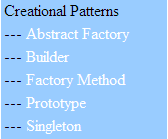 Creational Patterns
--- Abstract Factory
--- Builder
--- Factory Method
--- Prototype
--- Singleton